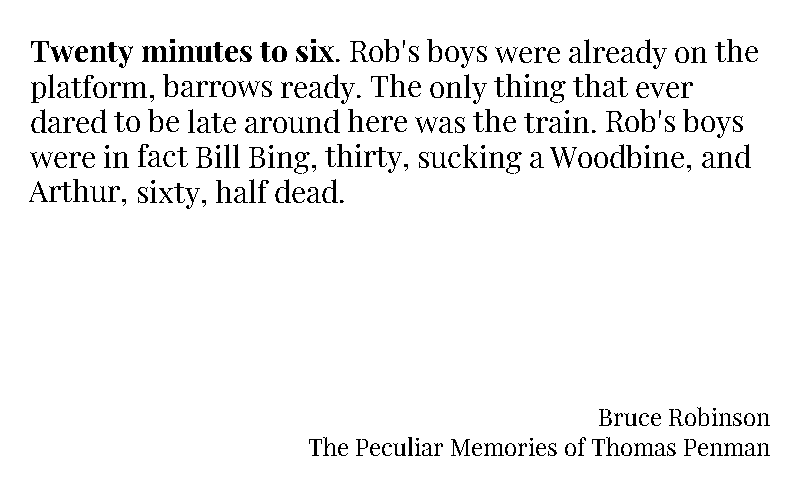 Twenty minutes to six. Rob's boys were already on the
platform, barrows ready. The only thing that ever
dared to be late around here was the train. Rob's boys
were in fact Bill Bing, thirty, sucking a Woodbine, and
Arthur, sixty, half dead.
Bruce Robinson
The Peculiar Memories of Thomas Penman